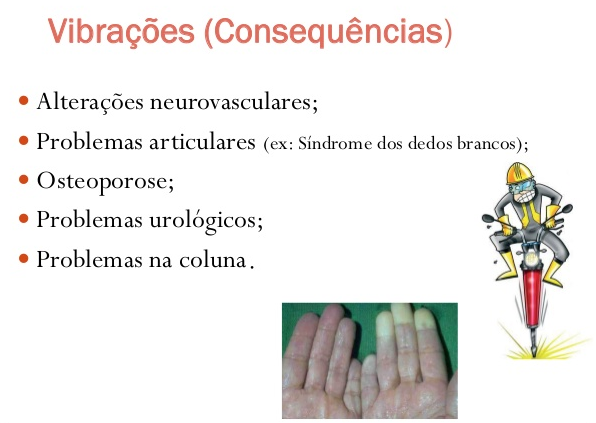 Vibrações (Consequências)
Alterações neurovasculares;
Problemas articulares (ex: Síndrome dos dedos brancos);
Osteoporose;
Problemas urológicos;
Problemas na coluna.